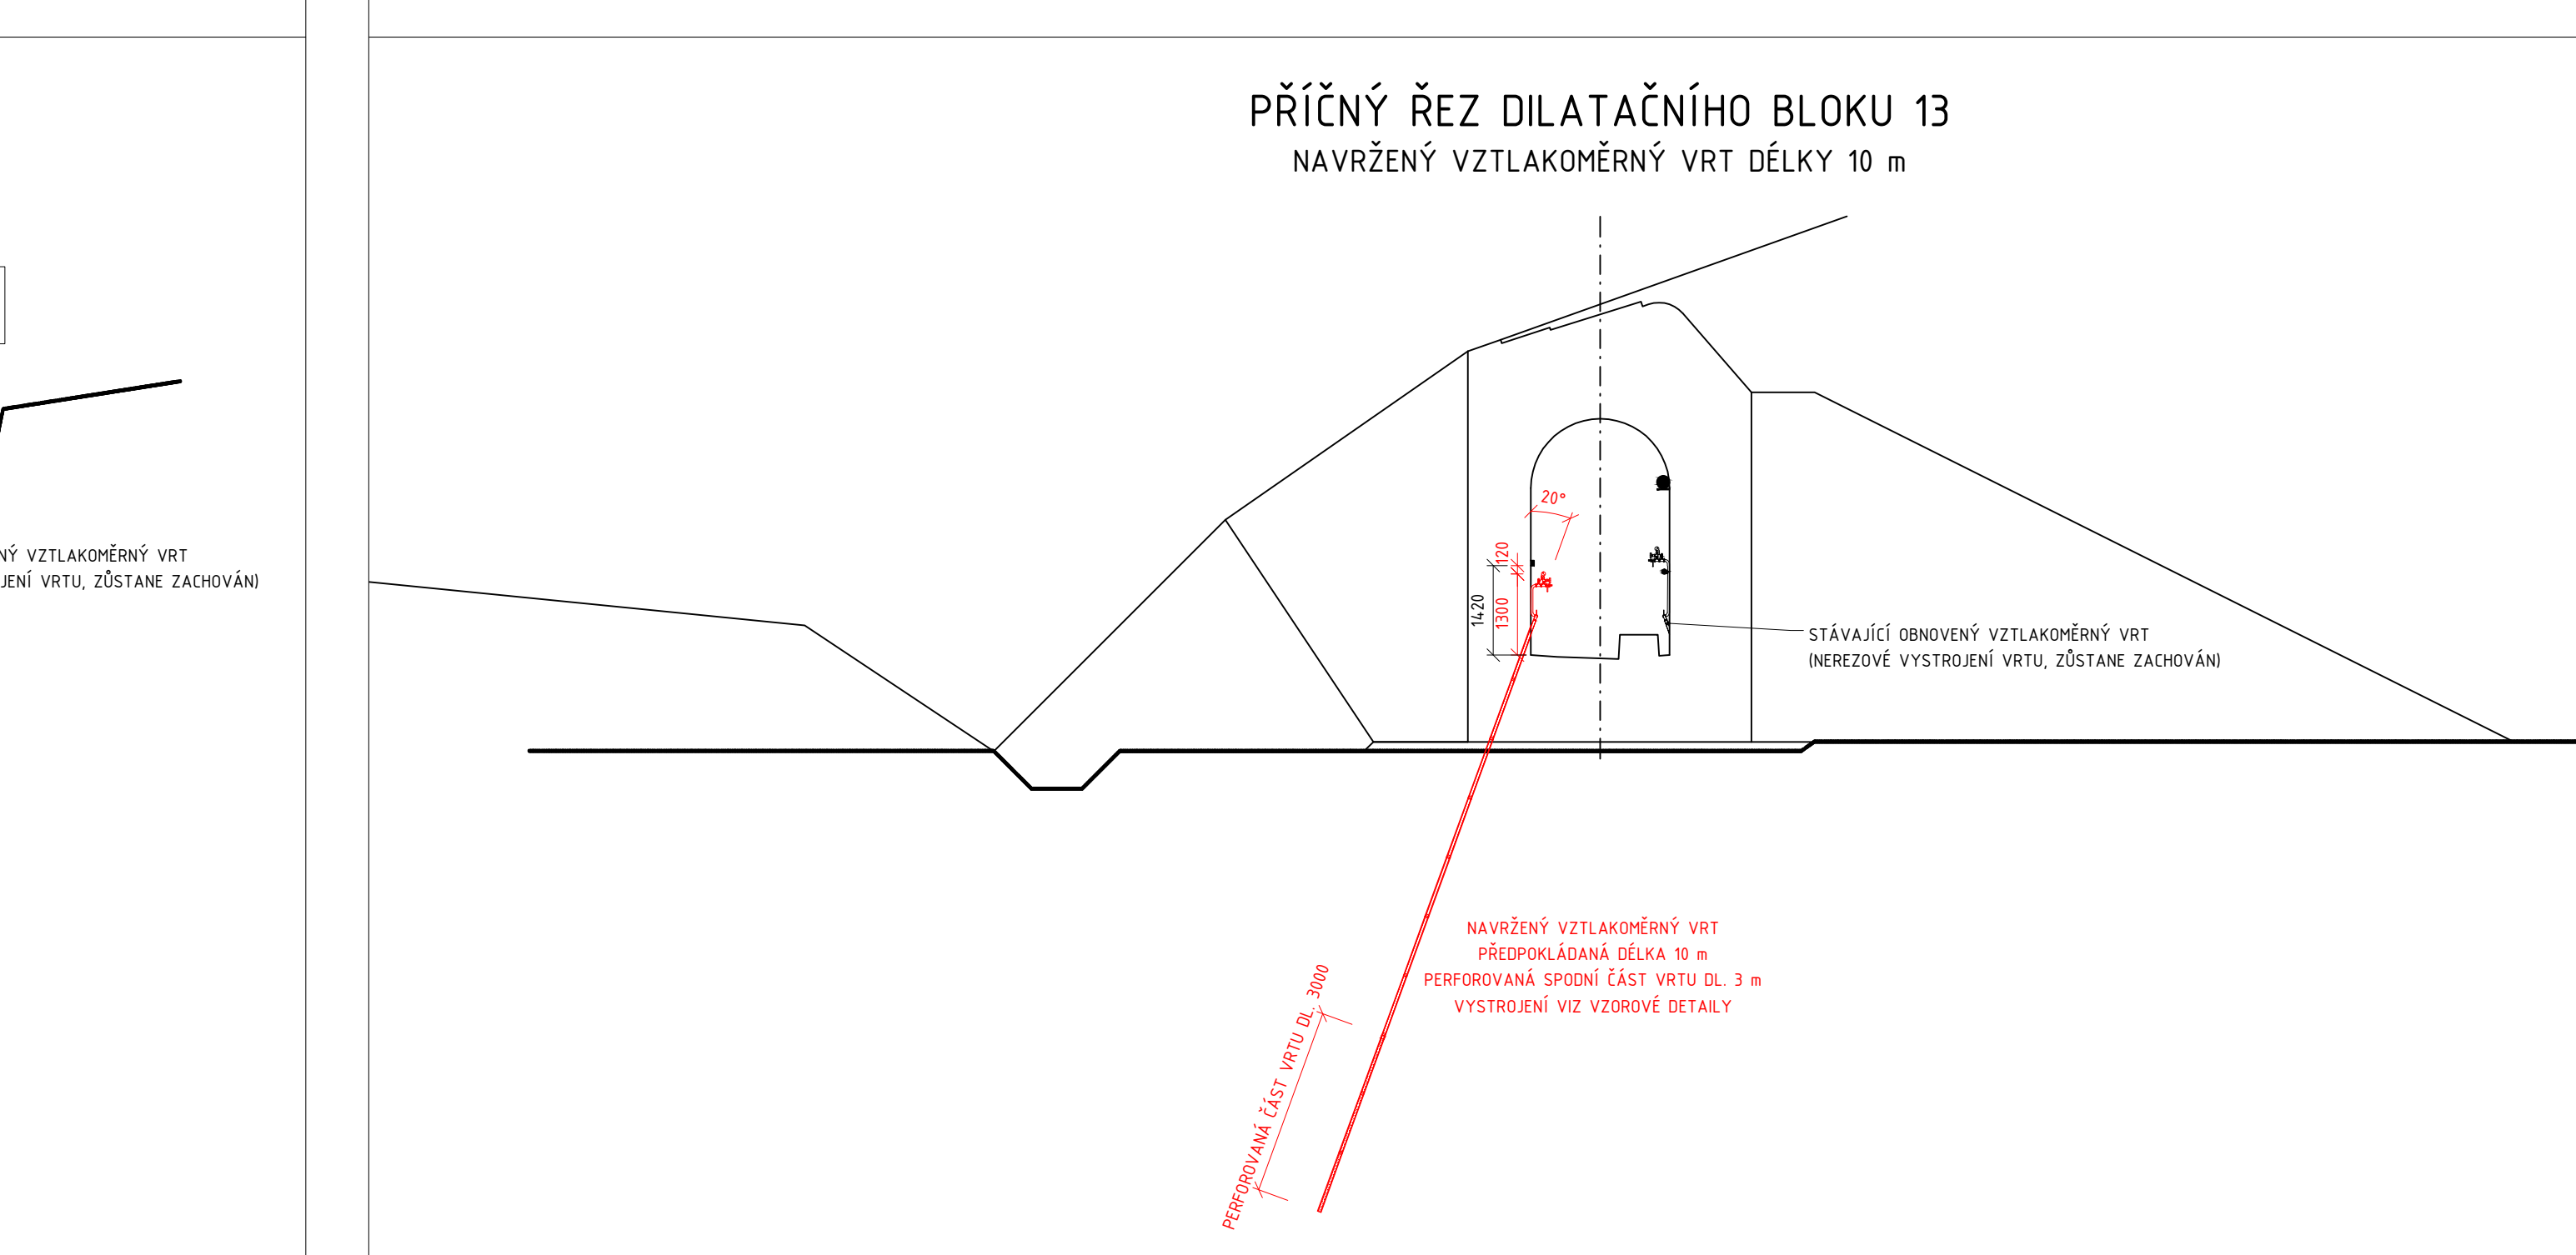 PŘÍČNÝ ŘEZ DILATAČNÍHO BLOKU 13
NAVRŽENÝ VZTLAKOMĚRNÝ VRT DÉLKY 10 m
NÝ VZTLAKOMĚRNÝ VRT
JENÍ VRTU, ZŮSTANE ZACHOVÁN)
20°
120
1420
1300
STÁVAJÍCÍ OBNOVENÝ VZTLAKOMĚRNÝ VRT
(NEREZOVÉ VYSTROJENÍ VRTU, ZŮSTANE ZACHOVÁN)
NAVRŽENÝ VZTLAKOMĚRNÝ VRT
PŘEDPOKLÁDANÁ DÉLKA 10 m
PERFOROVANÁ SPODNÍ ČÁST VRTU DL. 3 m
VYSTROJENÍ VIZ VZOROVÉ DETAILY
PERFOROVANÁ ČÁST VRTU DL. 3000